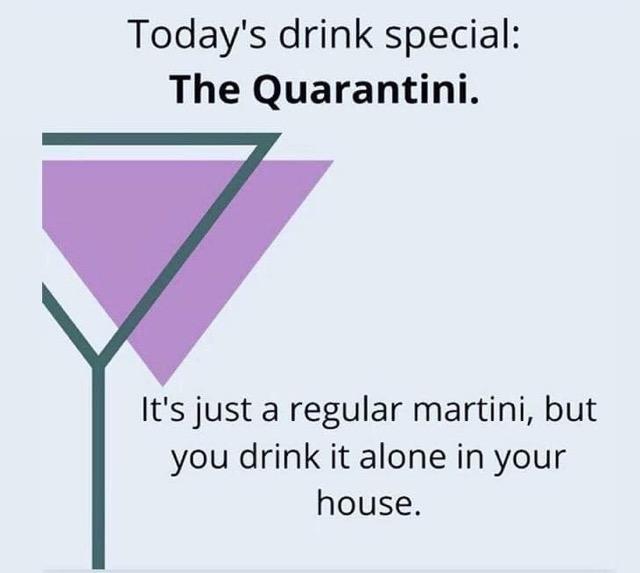 Today's drink special:
The Quarantini.
It's just a regular martini, but
you drink it alone in your
house.